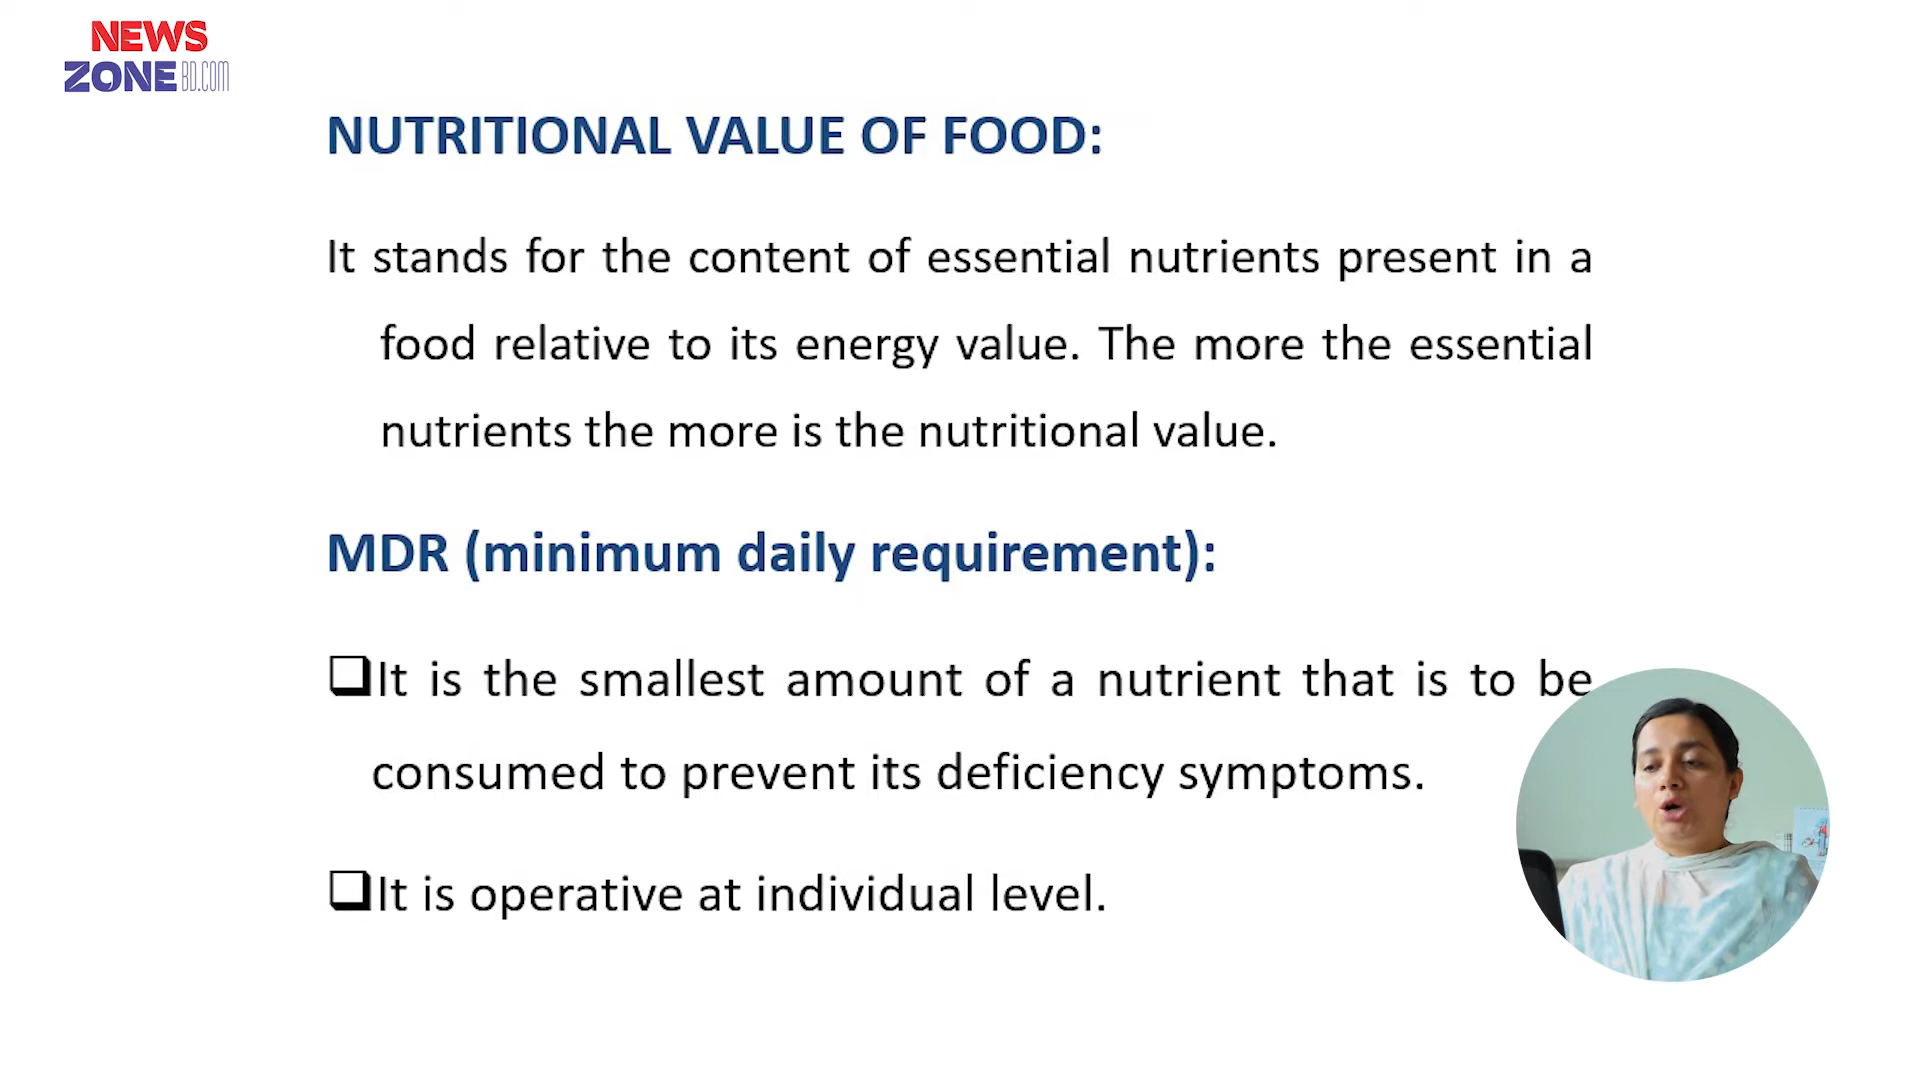 NEWS
ZONE BD.COM
NUTRITIONAL VALUE OF FOOD:
It stands for the content of essential nutrients present in a
food relative to its energy value. The more the essential
nutrients the more is the nutritional value.
MDR (minimum daily requirement):
It is the smallest amount of a nutrient that is to be
consumed to prevent its deficiency symptoms.
It is operative at individual level.